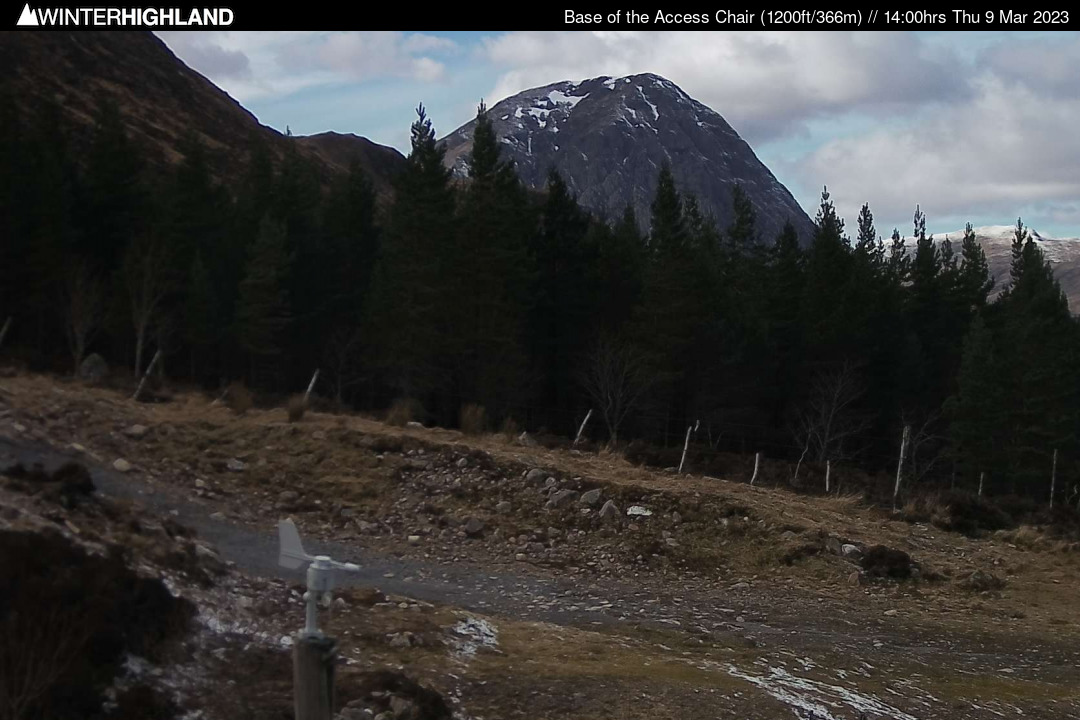 WINTERHIGHLAND
Base of the Access Chair (1200ft/366m) // 14:00hrs Thu 9 Mar 2023